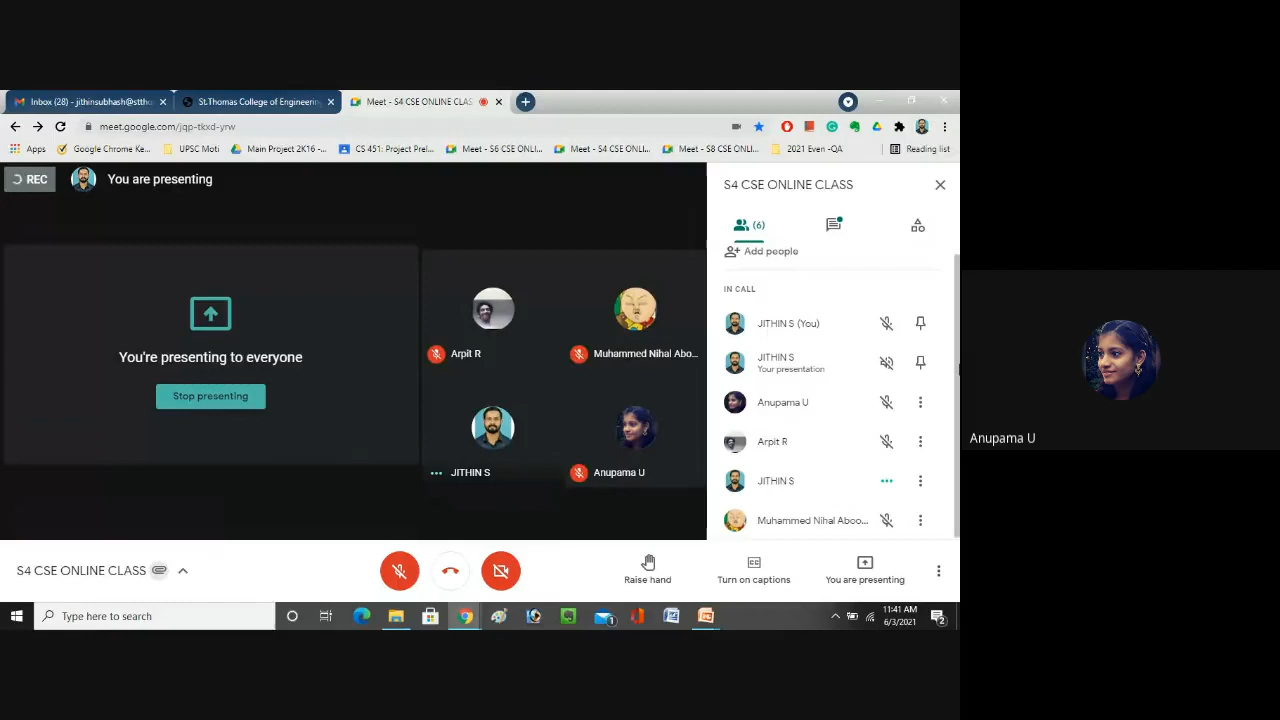 Inbox (28) - jithinsubhash@sttho
St.Thomas College of Engineering
Meet - S4 CSE ONLINE CLAS
meet.google.com/jqp-tkxd-yrw
Apps
Google Chrome Ke...
UPSC Moti
Main Project 2K16 -...
CS 451: Project Prel...
Meet - S6 CSE ONLI...
Meet - S4 CSE ONLI...
Meet - S8 CSE ONLI...
2021 Even -QA
Reading list
REC
You are presenting
You're presenting to everyone
Stop presenting
Arpit R
Muhammed Nihal Abo...
JITHIN S
Anupama U
S4 CSE ONLINE CLASS
(6)
Add people
IN CALL
JITHIN S (You)
JITHIN S
Your presentation
Anupama U
Arpit R
JITHIN S
Muhammed Nihal Aboo...
S4 CSE ONLINE CLASS
Raise hand
Turn on captions
You are presenting
Type here to search
1
11:41 AM
6/3/2021
2
Anupama U